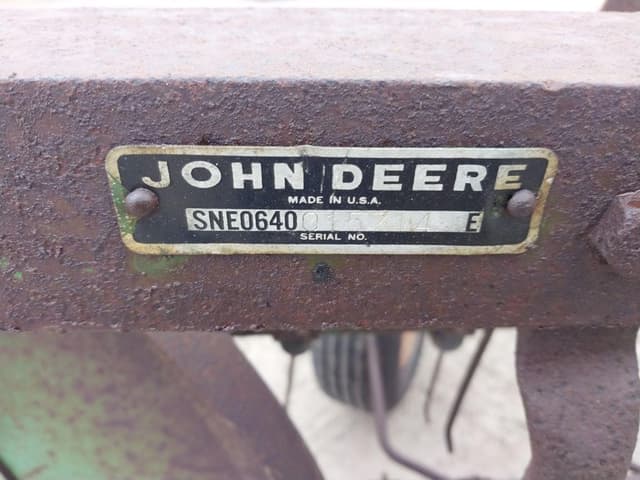 JOHN DEERE
MADE IN U.S.A.
SNE0640 E
SERIAL NO.